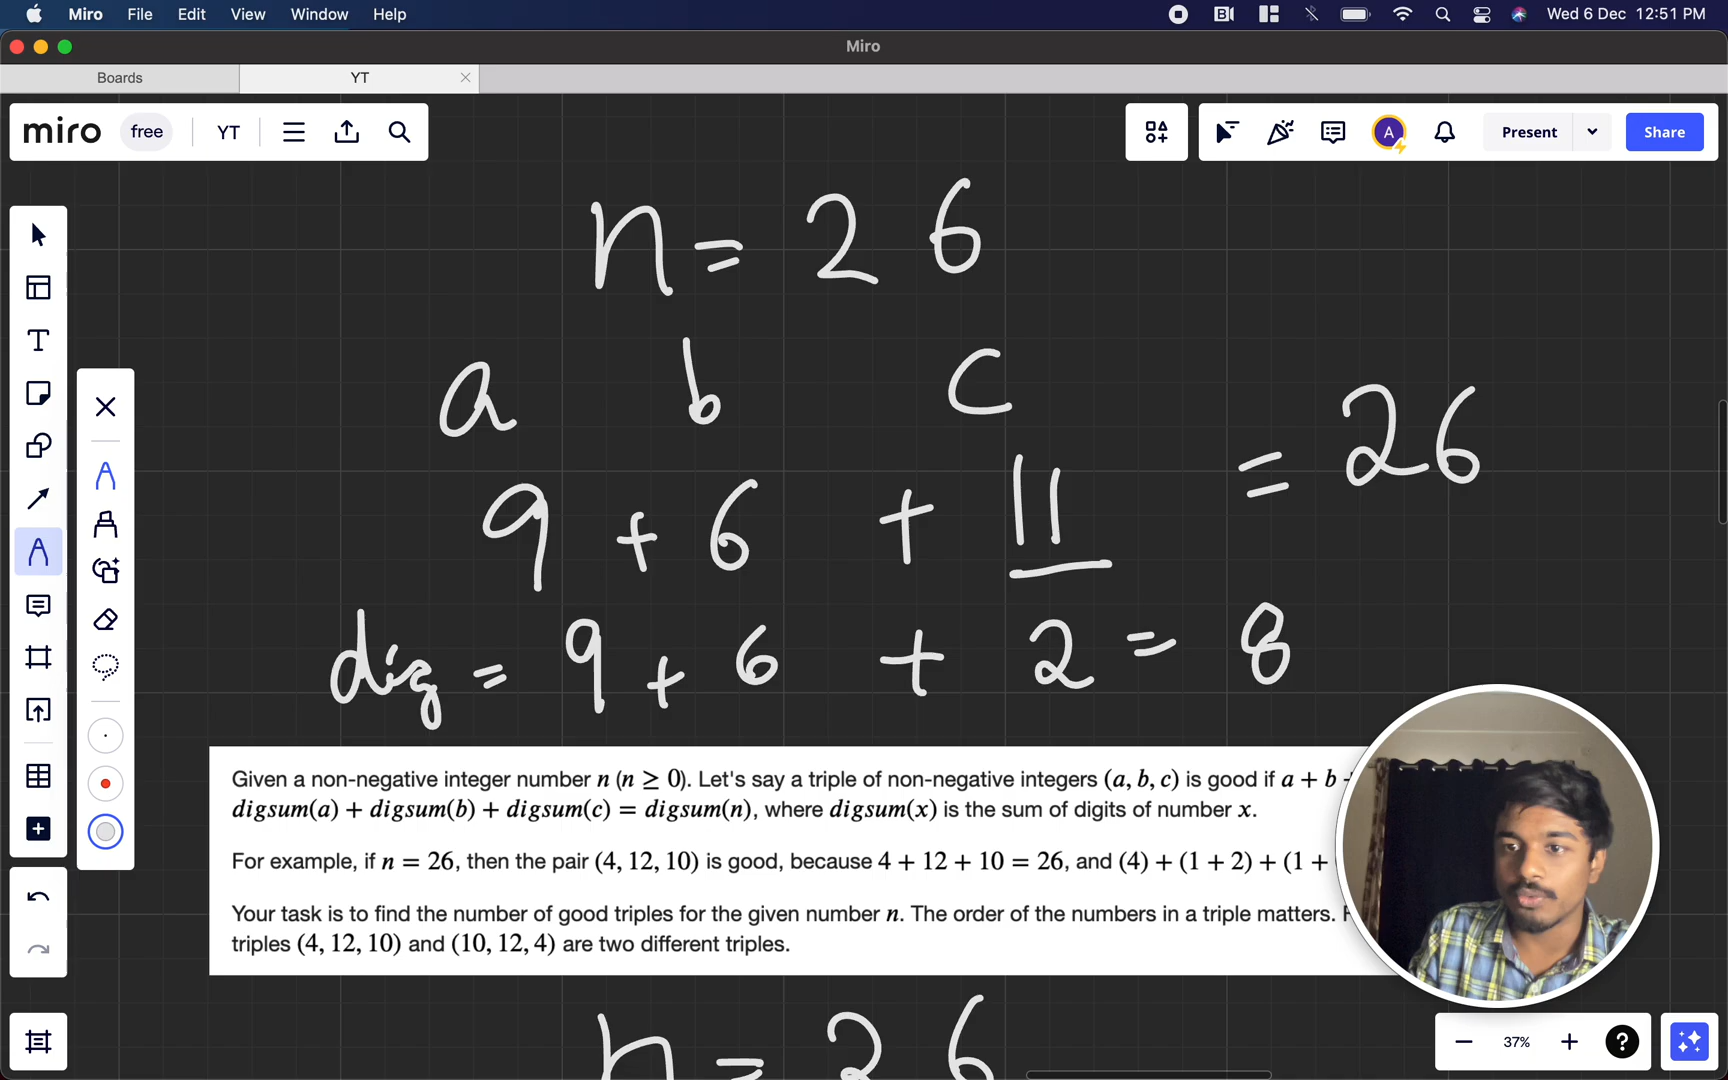 Miro File Edit View Window Help Wed 6 Dec 12:51 PM
Miro
Boards YT
miro free YT Present Share
A
n = 26
a b c
9 + 6 + 11 = 26
dig = 9 + 6 + 2 = 8
Given a non-negative integer number n (n ≥ 0). Let's say a triple of non-negative integers (a, b, c) is good if a + b
digsum(a) + digsum(b) + digsum(c) = digsum(n), where digsum(x) is the sum of digits of number x.
For example, if n = 26, then the pair (4, 12, 10) is good, because 4 + 12 + 10 = 26, and (4) + (1 + 2) + (1 +
Your task is to find the number of good triples for the given number n. The order of the numbers in a triple matters.
triples (4, 12, 10) and (10, 12, 4) are two different triples.
n = 26
37%